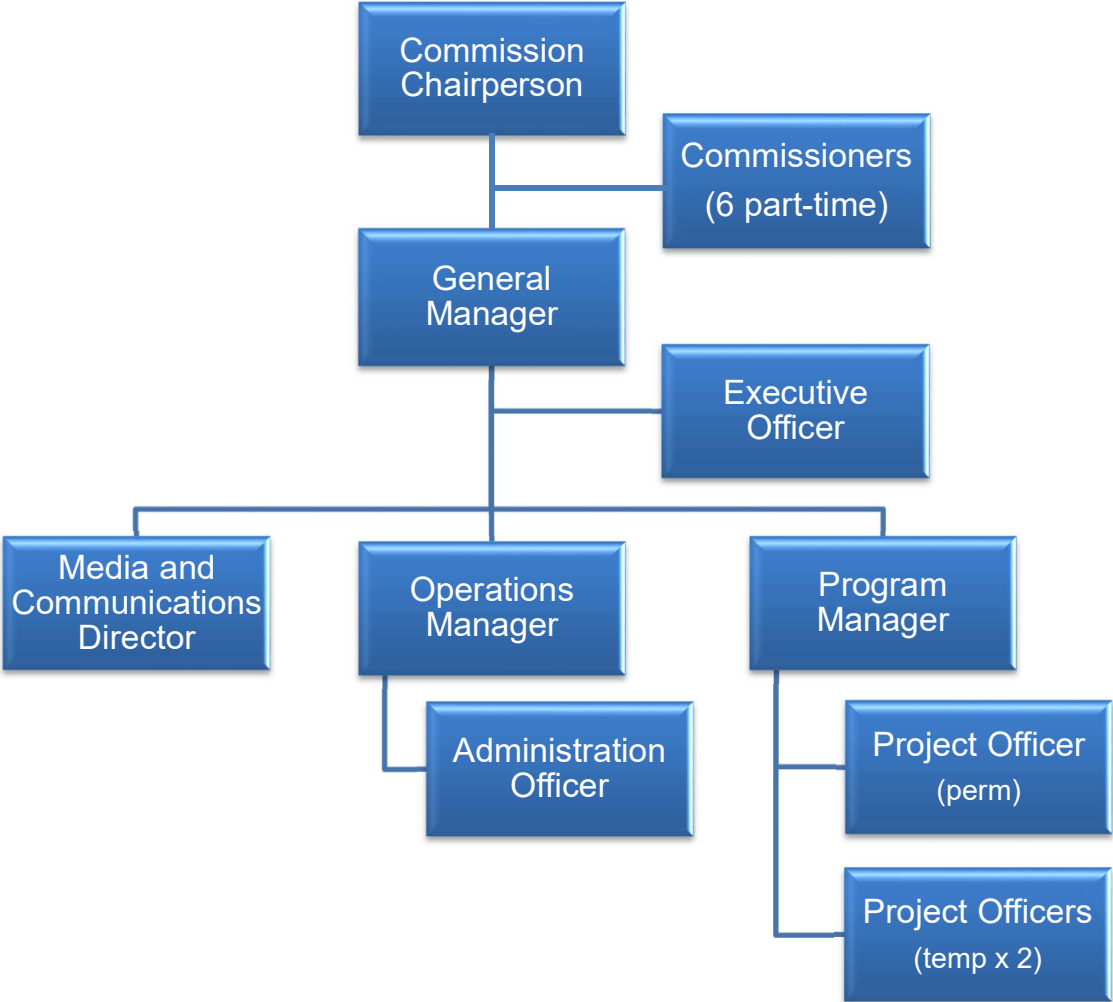 Commission
Chairperson
Commissioners
(6 part-time)
General
Manager
Executive
Officer
Media and
Communications
Director
Operations
Manager
Program
Manager
Administration
Officer
Project Officer
(perm)
Project Officers
(temp x 2)